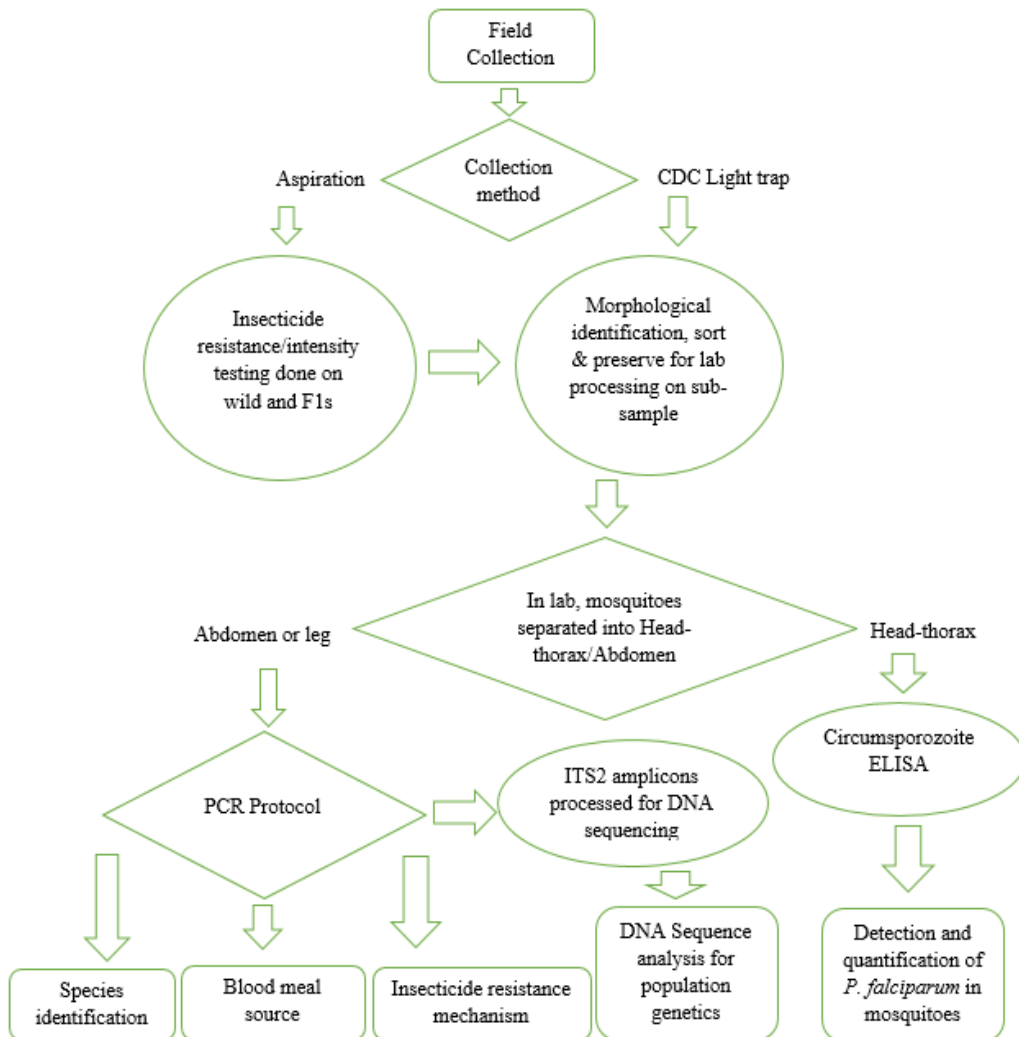 Field
Collection
Collection
method
Aspiration
CDC Light trap
Insecticide
resistance/intensity
testing done on
wild and F1s
Morphological
identification, sort
& preserve for lab
processing on sub-
sample
In lab, mosquitoes
separated into Head-
thorax/Abdomen
Abdomen or leg
Head-thorax
PCR Protocol
ITS2 amplicons
processed for DNA
sequencing
Circumsporozoite
ELISA
Species
identification
Blood meal
source
Insecticide resistance
mechanism
DNA Sequence
analysis for
population
genetics
Detection and
quantification of
P. falciparum in
mosquitoes